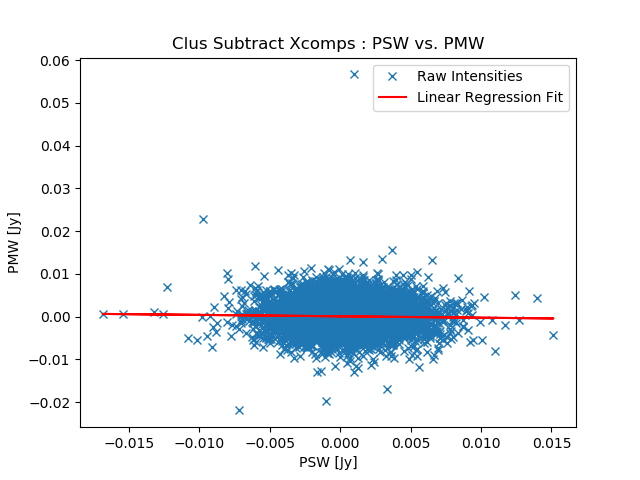 Clus Subtract Xcomps : PSW vs. PMW
Raw Intensities
Linear Regression Fit
PMW [Jy]
0.06
0.05
0.04
0.03
0.02
0.01
0.00
−0.01
−0.02
−0.015 −0.010 −0.005 0.000 0.005 0.010 0.015
PSW [Jy]